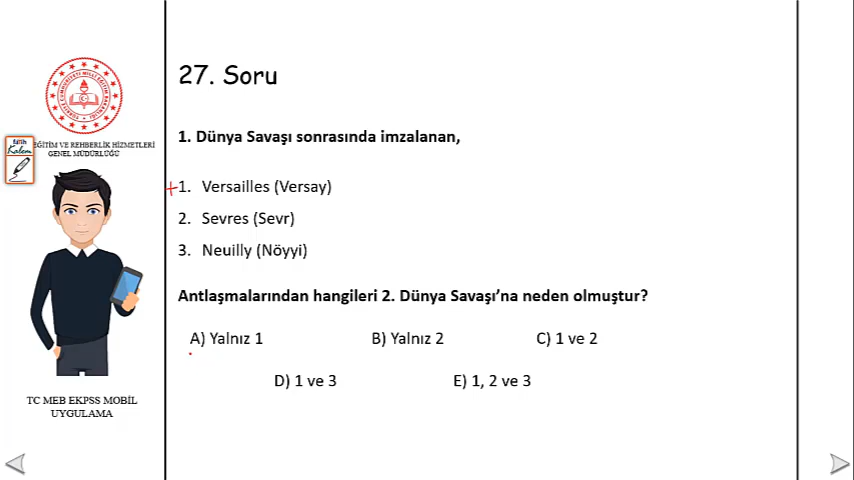 27. Soru
1. Dünya Savaşı sonrasında imzalanan,
1. Versailles (Versay)
2. Sevres (Sevr)
3. Neuilly (Nöyyi)
Antlaşmalarından hangileri 2. Dünya Savaşı'na neden olmuştur?
A) Yalnız 1 B) Yalnız 2 C) 1 ve 2
D) 1 ve 3 E) 1, 2 ve 3
EĞİTİM VE REHBERLİK HİZMETLERİ
GENEL MÜDÜRLÜĞÜ
Kalem
TC MEB EKPSS MOBİL
UYGULAMA